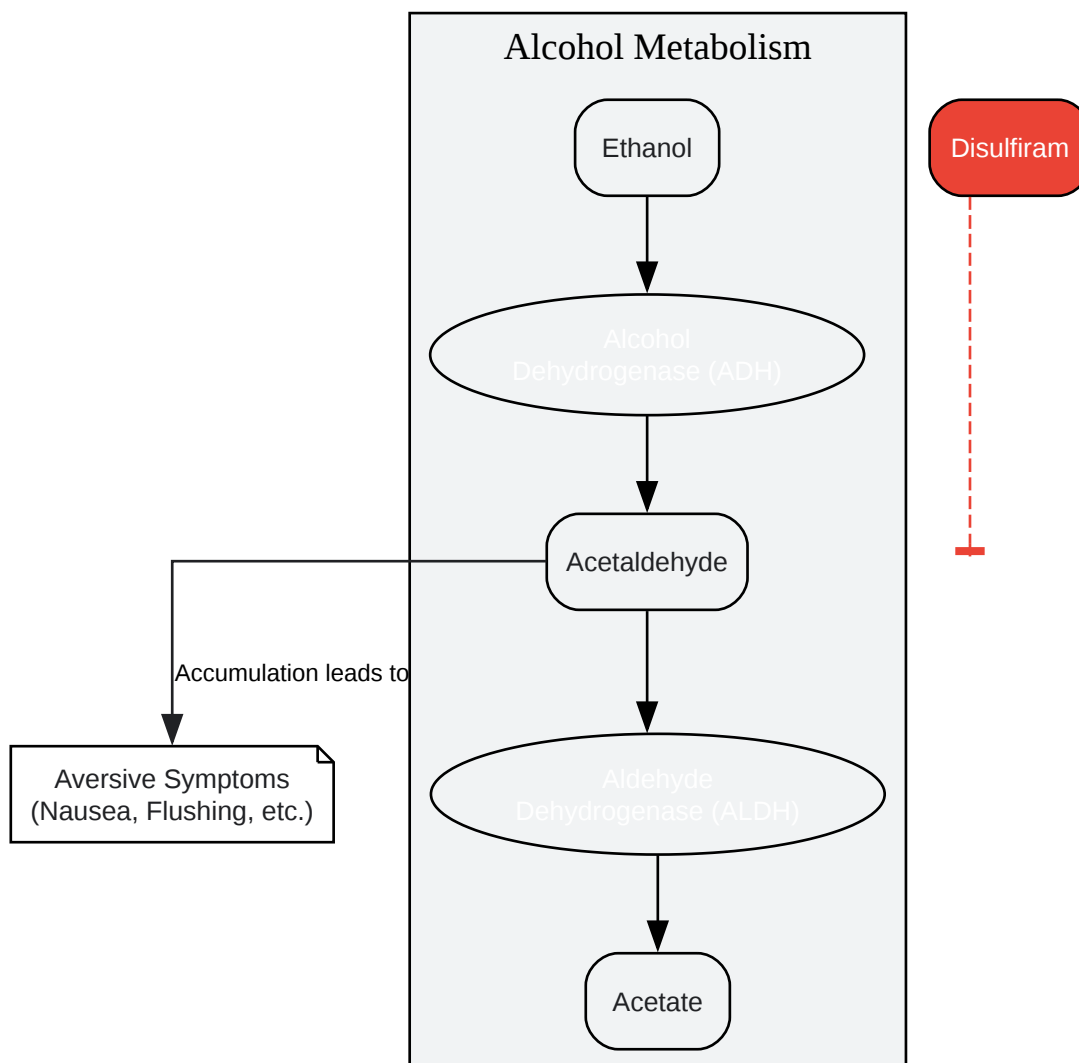 Alcohol Metabolism
Ethanol
Disulfiram
Alcohol
Dehydrogenase (ADH)
Acetaldehyde
Accumulation leads to
Aversive Symptoms
(Nausea, Flushing, etc.)
Aldehyde
Dehydrogenase (ALDH)
Acetate